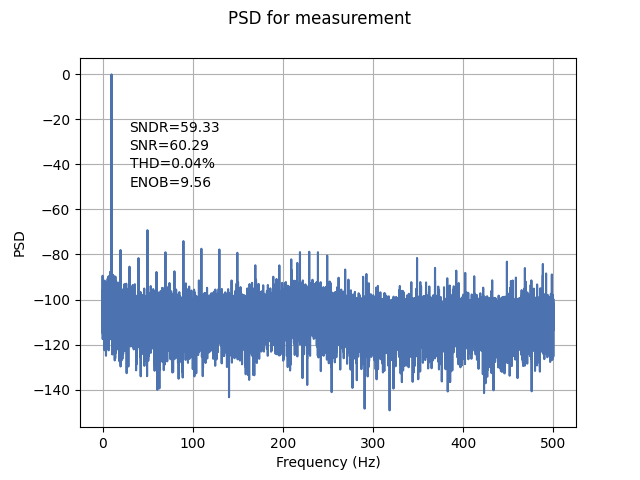 PSD for measurement
0
−20
−40
−60
−80
−100
−120
−140
PSD
SNDR=59.33
SNR=60.29
THD=0.04%
ENOB=9.56
0
100
200
300
400
500
Frequency (Hz)